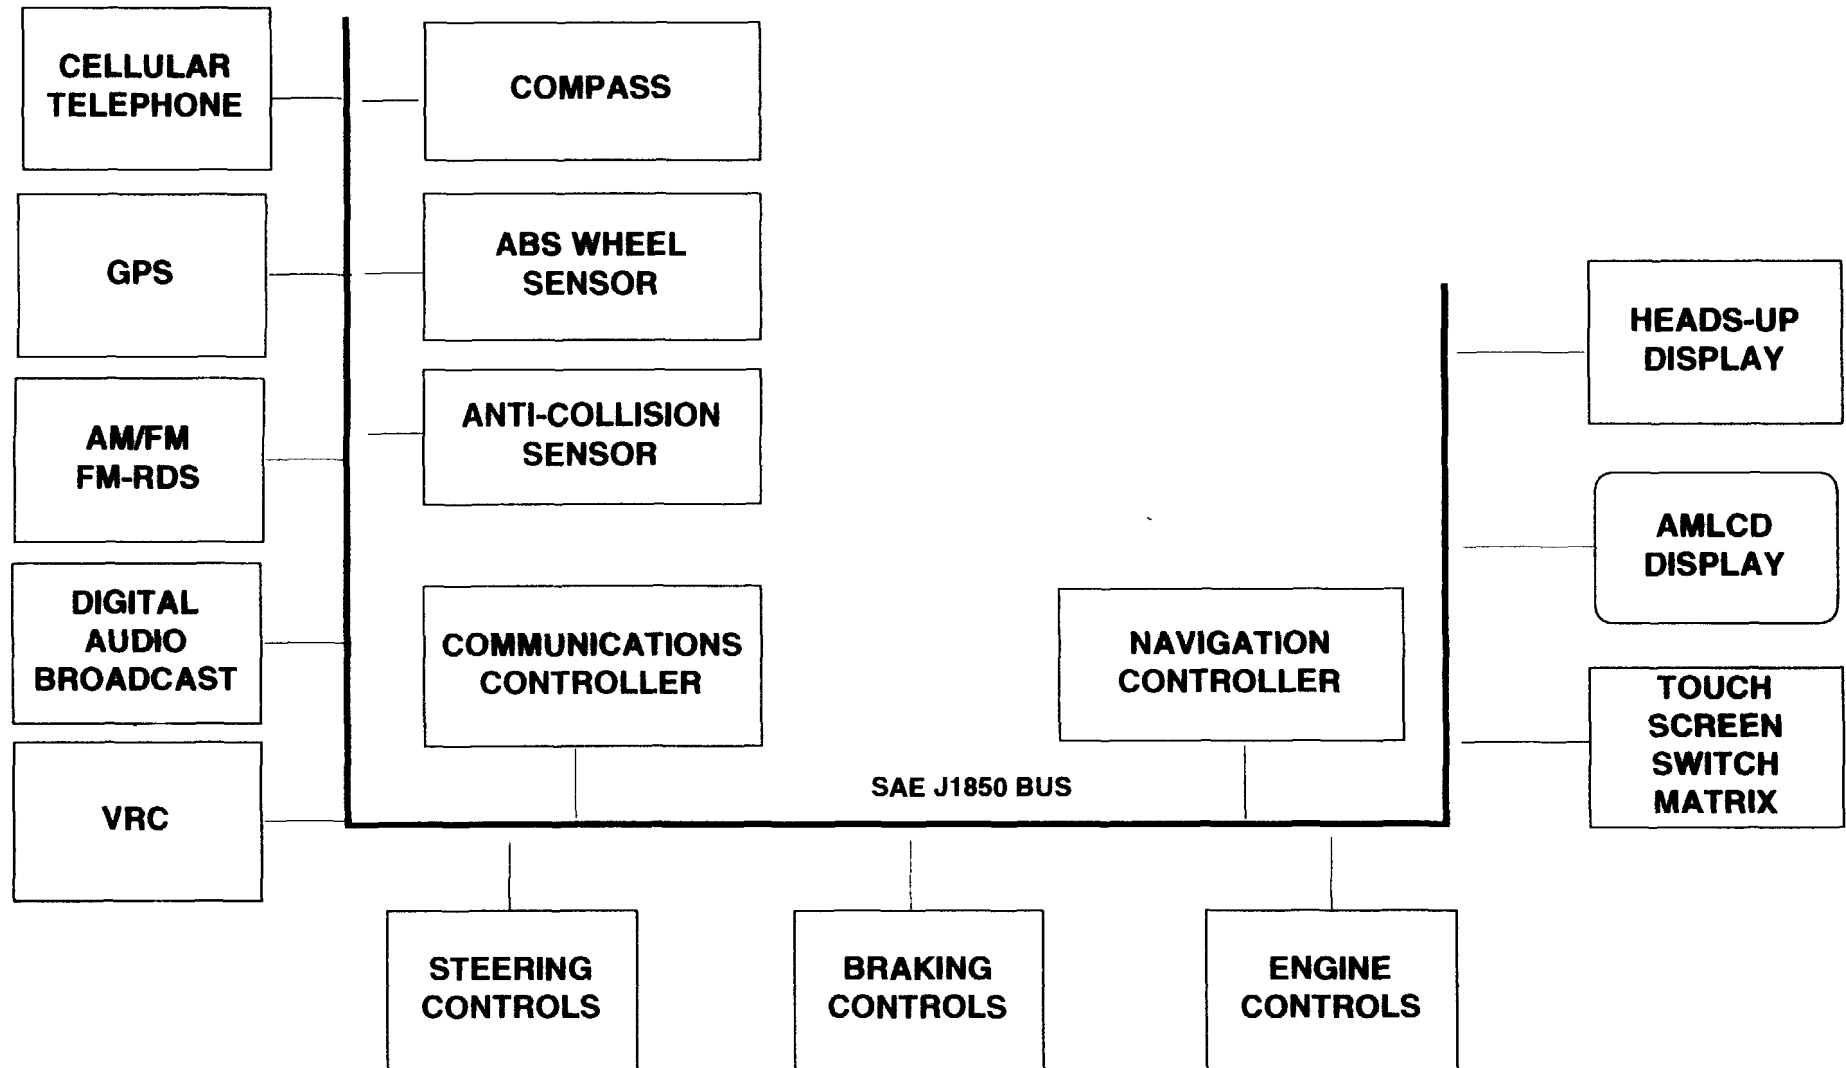 CELLULAR
TELEPHONE
COMPASS
GPS
ABS WHEEL
SENSOR
HEADS-UP
DISPLAY
AM/FM
FM-RDS
ANTI-COLLISION
SENSOR
AMLCD
DISPLAY
DIGITAL
AUDIO
BROADCAST
COMMUNICATIONS
CONTROLLER
NAVIGATION
CONTROLLER
TOUCH
SCREEN
SWITCH
MATRIX
VRC
SAE J1850 BUS
STEERING
CONTROLS
BRAKING
CONTROLS
ENGINE
CONTROLS